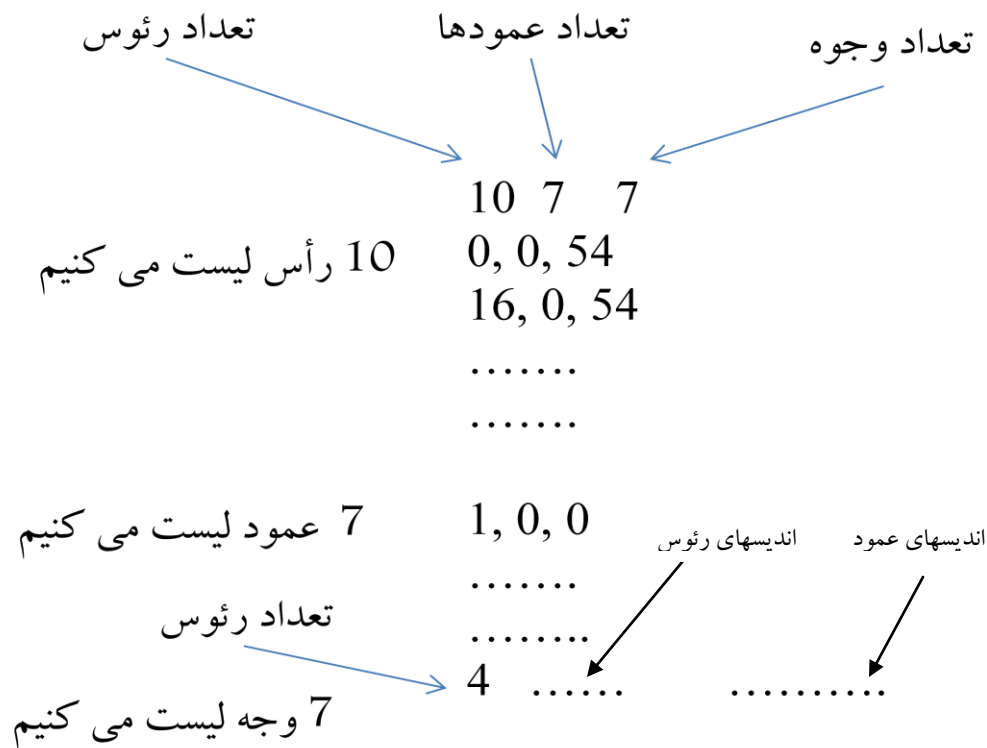 تعداد رئوس
تعداد عمودها
تعداد وجوه
10 7 7
10 رأس لیست می کنیم
0, 0, 54
16, 0, 54
.......
.......
7 عمود لیست می کنیم
1, 0, 0
اندیسهای رئوس
اندیسهای عمود
.......
تعداد رئوس
........
4 ...... ..........
7 وجه لیست می کنیم